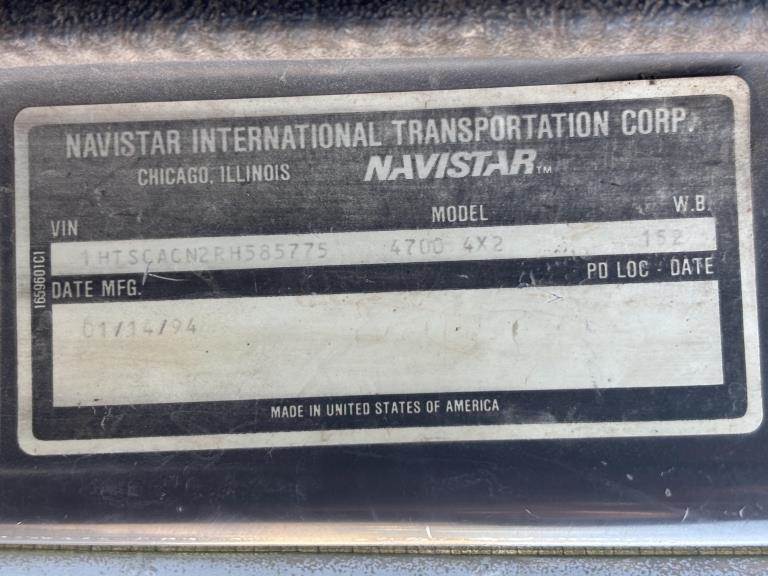 NAVISTAR INTERNATIONAL TRANSPORTATION CORP.
CHICAGO, ILLINOIS NAVISTAR™
VIN MODEL W.B.
1HTSCACN2RH585775 4700 4X2 152
DATE MFG. PD LOC - DATE
01/14/94
MADE IN UNITED STATES OF AMERICA
1659601C1